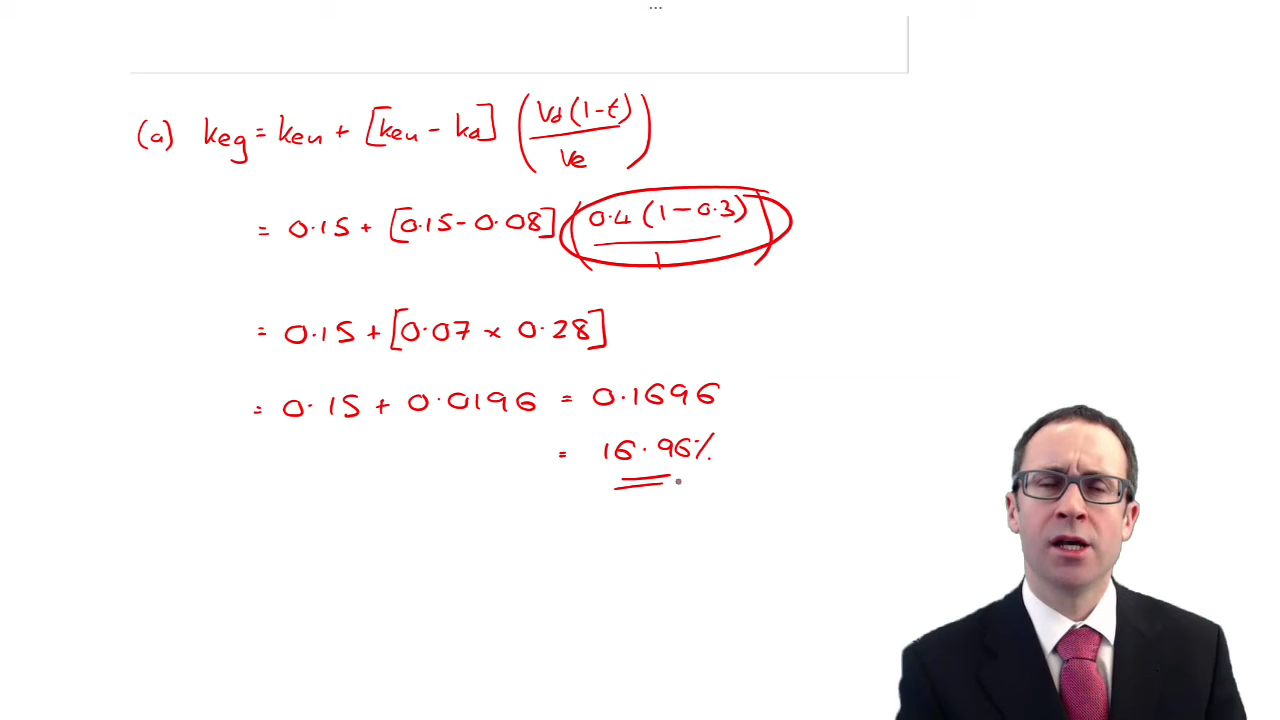 ...
(a) keg = keu + [keu - kd] (Vd(1-t)/Ve)
= 0.15 + [0.15 - 0.08] (0.4(1-0.3)/1)
= 0.15 + [0.07 × 0.28]
= 0.15 + 0.0196 = 0.1696
= 16.96%